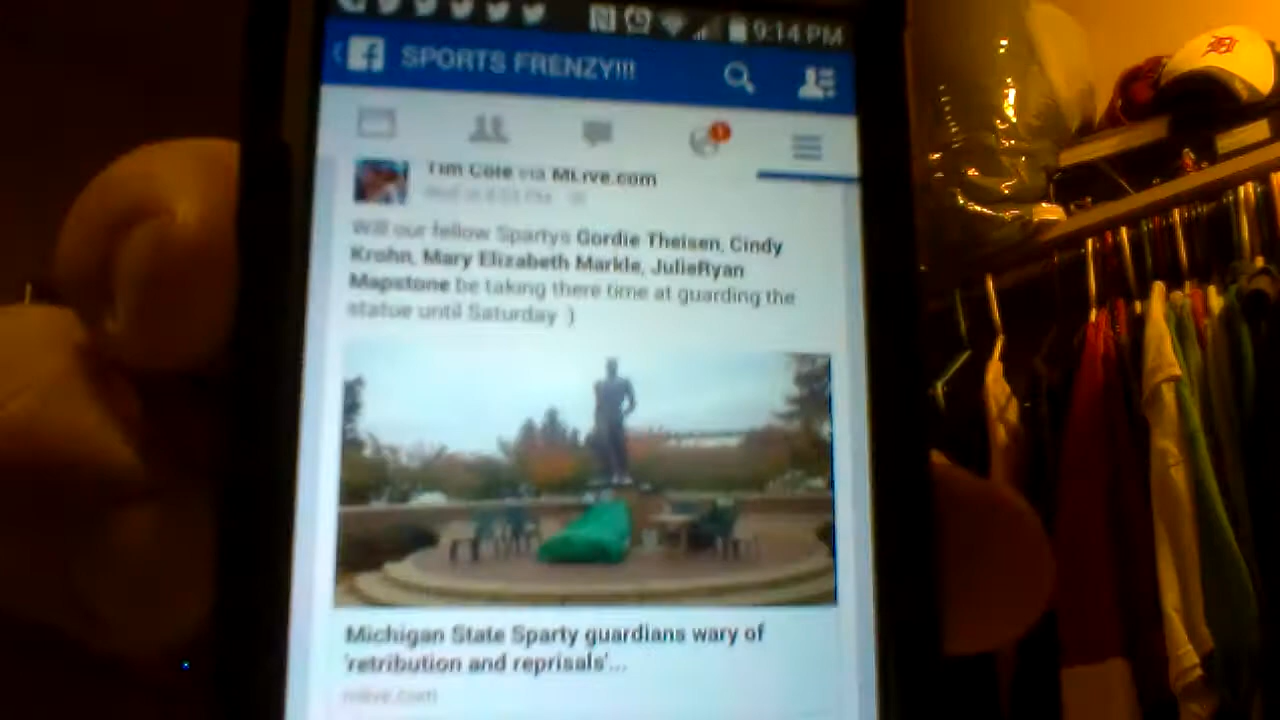 9:14 PM
f SPORTS FRENZY!!!
1
Tim Cole via MLive.com
Will our fellow Spartys Gordie Theisen, Cindy
Krohn, Mary Elizabeth Markle, JulieRyan
Mapstone be taking there time at guarding the
statue until Saturday :)
Michigan State Sparty guardians wary of
'retribution and reprisals'...
mlive.com
D